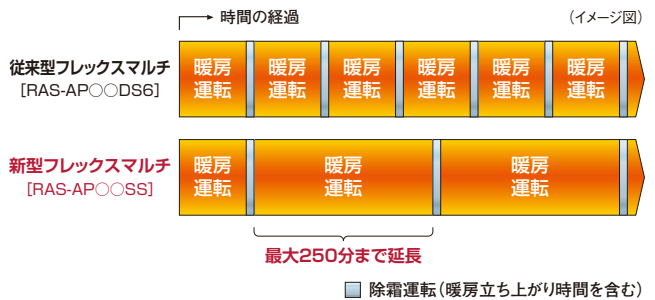 時間の経過
（イメージ図）
従来型フレックスマルチ
[RAS-AP○○DS6]
暖房
運転
暖房
運転
暖房
運転
暖房
運転
暖房
運転
暖房
運転
新型フレックスマルチ
[RAS-AP○○SS]
暖房
運転
暖房
運転
暖房
運転
最大250分まで延長
除霜運転（暖房立ち上がり時間を含む）